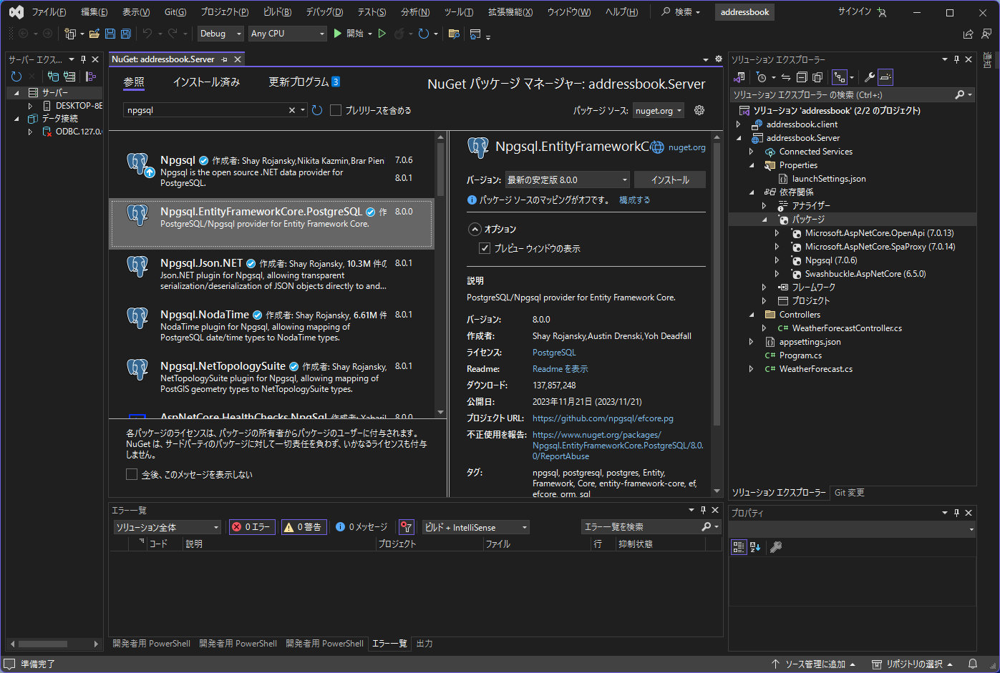 ファイル(F) 編集(E) 表示(V) Git(G) プロジェクト(P) ビルド(B) デバッグ(D) テスト(S) 分析(N) ツール(T) 拡張機能(X) ウィンドウ(W) ヘルプ(H) 検索 addressbook サインイン
Debug Any CPU 開始
サーバー エクス...
サーバー
DESKTOP-8E
データ接続
ODBC.127.0.
NuGet: addressbook.Server
参照 インストール済み 更新プログラム 3
NuGet パッケージ マネージャー: addressbook.Server
npgsql
プレリリースを含める
パッケージ ソース: nuget.org
Npgsql 作成者: Shay Rojansky,Nikita Kazmin,Brar Pien 7.0.6
Npgsql is the open source .NET data provider for
PostgreSQL.
8.0.1
Npgsql.EntityFrameworkCore.PostgreSQL 作 8.0.0
PostgreSQL/Npgsql provider for Entity Framework Core.
Npgsql.Json.NET 作成者: Shay Rojansky, 10.3M 件の 8.0.1
Json.NET plugin for Npgsql, allowing transparent
serialization/deserialization of JSON objects directly to and...
Npgsql.NodaTime 作成者: Shay Rojansky, 6.61M 件 8.0.1
NodaTime plugin for Npgsql, allowing mapping of
PostgreSQL date/time types to NodaTime types.
Npgsql.NetTopologySuite 作成者: Shay Rojansky, 8.0.1
NetTopologySuite plugin for Npgsql, allowing mapping of
PostGIS geometry types to NetTopologySuite types.
AspNetCore.HealthChecks.NpgSql 作成者: Xabaril 8.0.0
各パッケージのライセンスは、パッケージの所有者からパッケージのユーザーに付与されます。
NuGet は、サードパーティのパッケージに対して一切責任を負わず、いかなるライセンスも付与
しません。
今後、このメッセージを表示しない
Npgsql.EntityFrameworkC
nuget.org
バージョン: 最新の安定版 8.0.0 インストール
パッケージ ソースのマッピングがオフです。 構成する
オプション
プレビュー ウィンドウの表示
説明
PostgreSQL/Npgsql provider for Entity Framework Core.
バージョン: 8.0.0
作成者: Shay Rojansky,Austin Drenski,Yoh Deadfall
ライセンス: PostgreSQL
Readme: Readme を表示
ダウンロード: 137,857,248
公開日: 2023年11月21日 (2023/11/21)
プロジェクト URL: https://github.com/npgsql/efcore.pg
不正使用を報告: https://www.nuget.org/packages/
Npgsql.EntityFrameworkCore.PostgreSQL/8.0.
0/ReportAbuse
タグ: npgsql, postgresql, postgres, Entity,
Framework, Core, entity-framework-core, ef,
efcore, orm, sql
エラー一覧
ソリューション全体 0 エラー 0 警告 0 メッセージ ビルド + IntelliSense エラー一覧を検索
コード 説明 プロジェクト ファイル 行 抑制状態
開発者用 PowerShell 開発者用 PowerShell 開発者用 PowerShell エラー一覧 出力
ソリューション エクスプローラー
ソリューション エクスプローラー の検索 (Ctrl+:)
ソリューション 'addressbook' (2/2 のプロジェクト)
addressbook.client
addressbook.Server
Connected Services
Properties
launchSettings.json
依存関係
アナライザー
パッケージ
Microsoft.AspNetCore.OpenApi (7.0.13)
Microsoft.AspNetCore.SpaProxy (7.0.14)
Npgsql (7.0.6)
Swashbuckle.AspNetCore (6.5.0)
フレームワーク
プロジェクト
Controllers
C# WeatherForecastController.cs
appsettings.json
C# Program.cs
C# WeatherForecast.cs
ソリューション エクスプローラー Git 変更
プロパティ
通知
準備完了
ソース管理に追加 リポジトリの選択